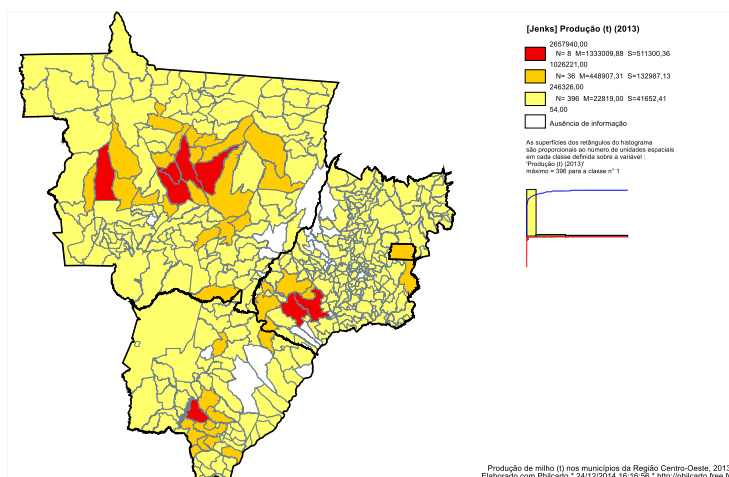 [Jenks] Produção (t) (2013)
2657940,00
N= 8 M=1333009,88 S=511300,36
1026221,00
N= 36 M=448907,31 S=132987,13
246326,00
N= 396 M=22819,00 S=41652,41
54,00
Ausência de informação
As superfícies dos retângulos do histograma
são proporcionais ao número de unidades espaciais
em cada classe definida sobre a variável :
'Produção (t) (2013)'
máximo = 396 para a classe n° 1
Produção de milho (t) nos municípios da Região Centro-Oeste, 2013
Elaborado com Philcarto * 24/12/2014 16:16:56 * http://philcarto.free.fr